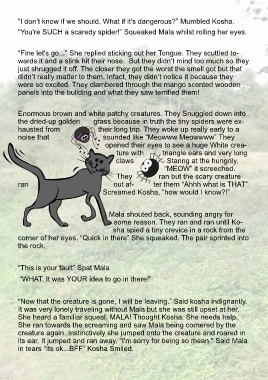 "I don't know if we should. What if it's dangerous?" Mumbled Kosha.
"You're SUCH a scaredy spider!" Squeaked Mala whilst rolling her eyes.
"Fine let's go..." She replied sticking out her Tongue. They scuttled to-
wards it and a stink hit their nose. But they didn't mind too much so they
just shrugged it off. The closer they got the worst the smell got but that
didn't really matter to them. Infact, they didn't notice it because they
were so excited. They clambered through the mango scented wooden
panels into the building and what they saw terrified them!
Enormous brown and white patchy creatures. They Snuggled down into
the dried-up golden grass because in truth the tiny spiders were ex-
hausted from their long trip. They woke up really early to a
noise that sounded like "Meowww Meowwww" They
opened their eyes to see a huge White crea-
ture with triangle ears and very long
claws Staring at the hungrily.
"MEOW" it screeched.
They ran but the scary creature
ran out af- ter them "Ahhh what is THAT"
Screamed Kosha, "how would I know?!"
Mala shouted back, sounding angry for
some reason. They ran and ran until Ko-
sha spied a tiny crevice in a rock from the
corner of her eyes. "Quick in there" She squeaked. The pair sprinted into
the rock,
"This is your fault" Spat Mala
"WHAT. It was YOUR idea to go in there!"
"Now that the creature is gone, I will be leaving." Said kosha indignantly.
It was very lonely traveling without Mala but she was still upset at her.
She heard a familiar squeal, MALA! Thought Kosha. She needs help.
She ran towards the screaming and saw Mala being cornered by the
creature again. Instinctively she jumped onto the creature and roared in
its ear. It jumped and ran away. "I'm sorry for being so mean." Said Mala
in tears "its ok...BFF" Kosha Smiled.